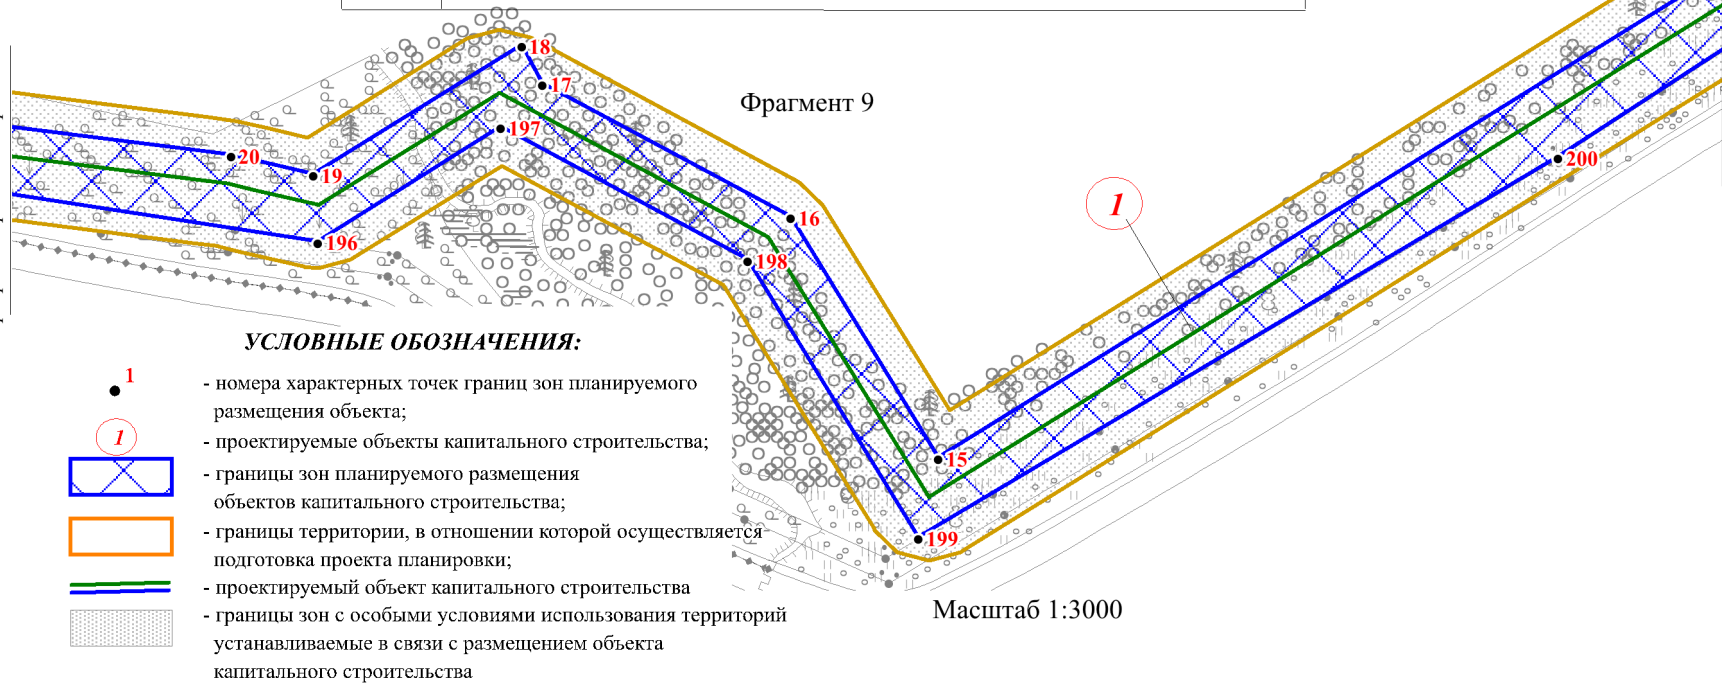 18
17
Фрагмент 9
197
20
200
19
1
16
196
198
УСЛОВНЫЕ ОБОЗНАЧЕНИЯ:
1
- номера характерных точек границ зон планируемого
размещения объекта;
1
- проектируемые объекты капитального строительства;
15
- границы зон планируемого размещения
объектов капитального строительства;
- границы территории, в отношении которой осуществляется
199
подготовка проекта планировки;
- проектируемый объект капитального строительства
Масштаб 1:3000
- границы зон с особыми условиями использования территорий
устанавливаемые в связи с размещением объекта
капитального строительства